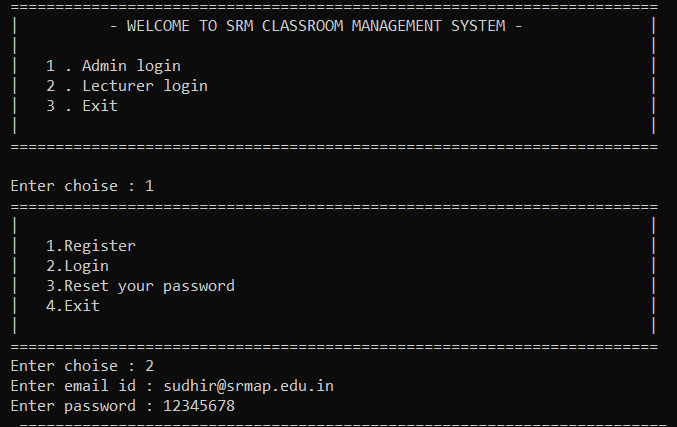 ========================================================================
|          - WELCOME TO SRM CLASSROOM MANAGEMENT SYSTEM -              |
|                                                                      |
|   1 . Admin login                                                    |
|   2 . Lecturer login                                                 |
|   3 . Exit                                                           |
|                                                                      |
========================================================================
Enter choise : 1
========================================================================
|                                                                      |
|   1.Register                                                         |
|   2.Login                                                            |
|   3.Reset your password                                              |
|   4.Exit                                                             |
|                                                                      |
========================================================================
Enter choise : 2
Enter email id : sudhir@srmap.edu.in
Enter password : 12345678
 ========================================================================